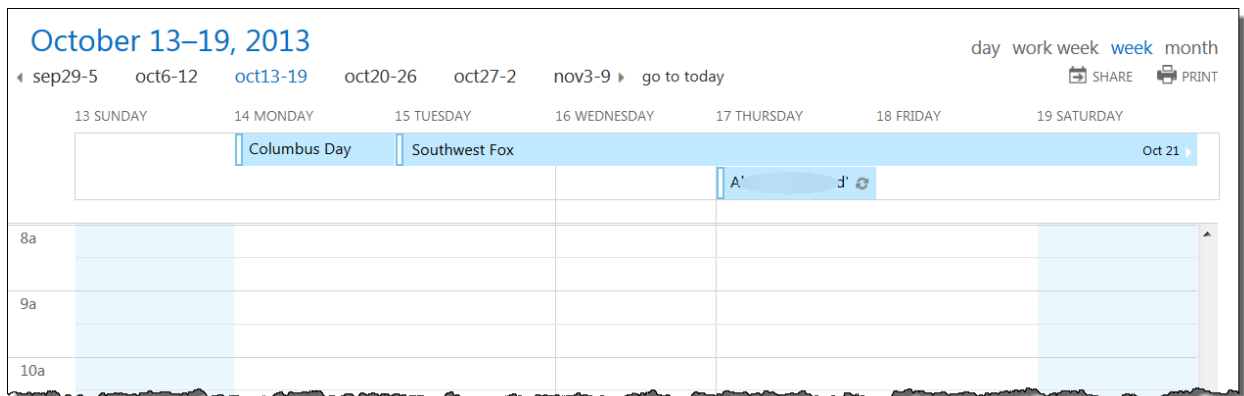 October 13–19, 2013
day work week week month
sep29-5 oct6-12 oct13-19 oct20-26 oct27-2 nov3-9 go to today
SHARE PRINT
13 SUNDAY 14 MONDAY 15 TUESDAY 16 WEDNESDAY 17 THURSDAY 18 FRIDAY 19 SATURDAY
Columbus Day Southwest Fox Oct 21
8a
9a
10a